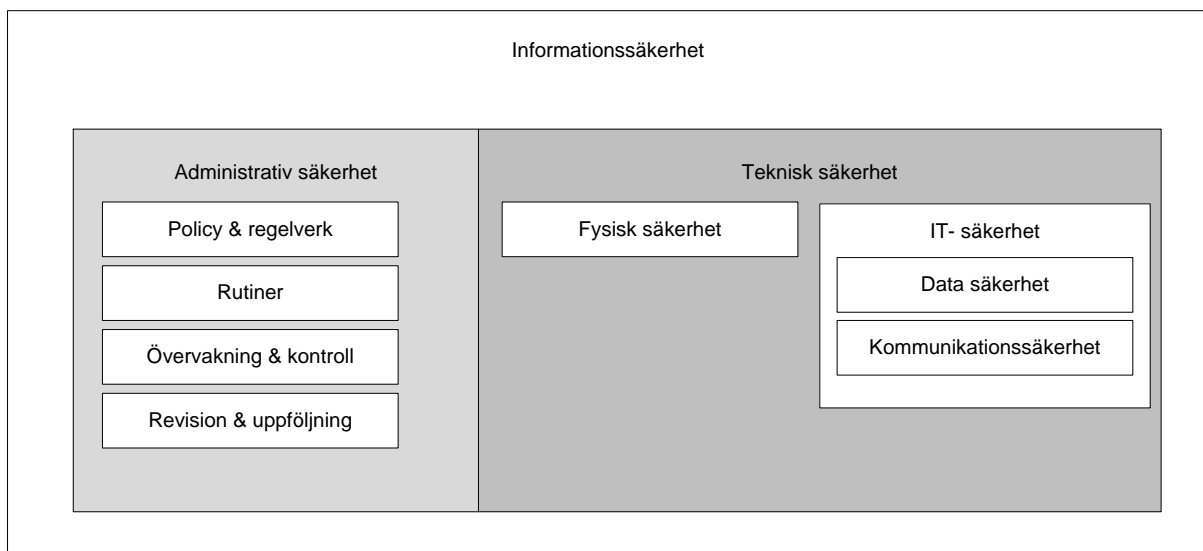 Informationssäkerhet
Administrativ säkerhet
Policy & regelverk
Rutiner
Övervakning & kontroll
Revision & uppföljning
Teknisk säkerhet
Fysisk säkerhet
IT- säkerhet
Data säkerhet
Kommunikationssäkerhet